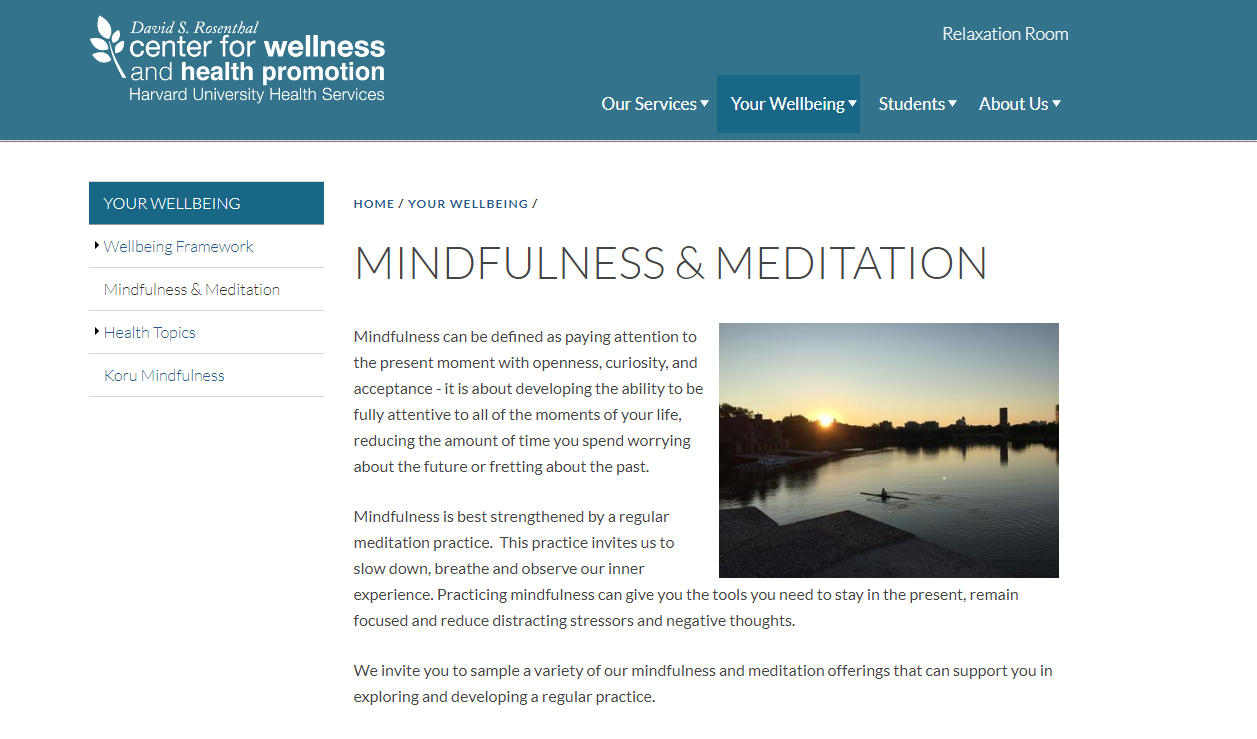 David S. Rosenthal
center for wellness
and health promotion
Harvard University Health Services
Relaxation Room
Our Services
Your Wellbeing
Students
About Us
YOUR WELLBEING
Wellbeing Framework
Mindfulness & Meditation
Health Topics
Koru Mindfulness
HOME / YOUR WELLBEING /
MINDFULNESS & MEDITATION
Mindfulness can be defined as paying attention to
the present moment with openness, curiosity, and
acceptance - it is about developing the ability to be
fully attentive to all of the moments of your life,
reducing the amount of time you spend worrying
about the future or fretting about the past.
Mindfulness is best strengthened by a regular
meditation practice.  This practice invites us to
slow down, breathe and observe our inner
experience. Practicing mindfulness can give you the tools you need to stay in the present, remain
focused and reduce distracting stressors and negative thoughts.
We invite you to sample a variety of our mindfulness and meditation offerings that can support you in
exploring and developing a regular practice.